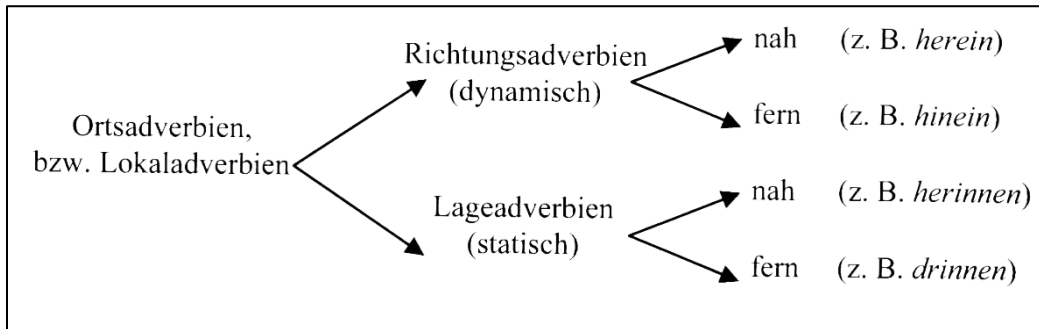 nah (z. B. herein)
Richtungsadverbien
(dynamisch)
fern (z. B. hinein)
Ortsadverbien,
bzw. Lokaladverbien
nah (z. B. herinnen)
Lageadverbien
(statisch)
fern (z. B. drinnen)